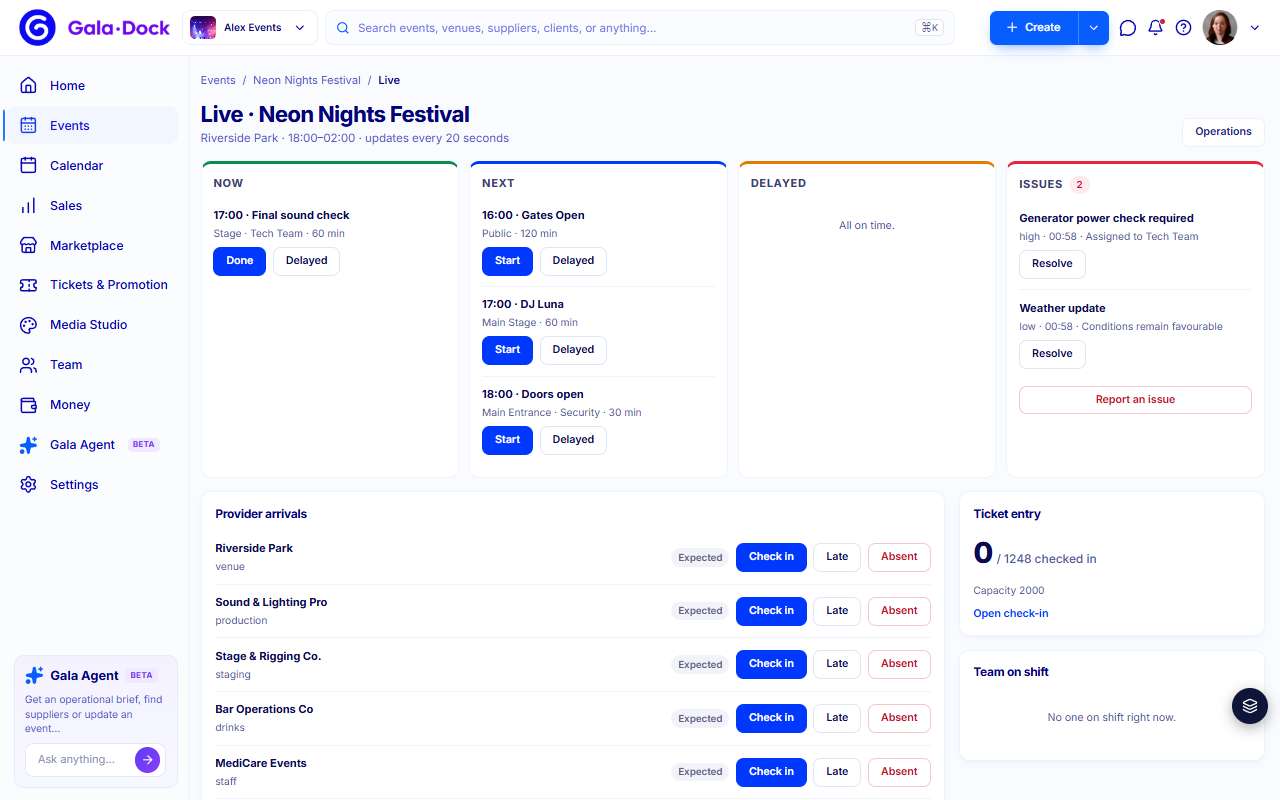 Gala·Dock
Alex Events
Search events, venues, suppliers, clients, or anything...
⌘K
+ Create
Home
Events
Calendar
Sales
Marketplace
Tickets & Promotion
Media Studio
Team
Money
Gala Agent BETA
Settings
Gala Agent BETA
Get an operational brief, find
suppliers or update an
event...
Ask anything...
Events / Neon Nights Festival / Live
Live · Neon Nights Festival
Riverside Park · 18:00–02:00 · updates every 20 seconds
Operations
NOW
17:00 · Final sound check
Stage · Tech Team · 60 min
Done Delayed
NEXT
16:00 · Gates Open
Public · 120 min
Start Delayed
17:00 · DJ Luna
Main Stage · 60 min
Start Delayed
18:00 · Doors open
Main Entrance · Security · 30 min
Start Delayed
DELAYED
All on time.
ISSUES 2
Generator power check required
high · 00:58 · Assigned to Tech Team
Resolve
Weather update
low · 00:58 · Conditions remain favourable
Resolve
Report an issue
Provider arrivals
Riverside Park
venue
Expected Check in Late Absent
Sound & Lighting Pro
production
Expected Check in Late Absent
Stage & Rigging Co.
staging
Expected Check in Late Absent
Bar Operations Co
drinks
Expected Check in Late Absent
MediCare Events
staff
Expected Check in Late Absent
Ticket entry
0 / 1248 checked in
Capacity 2000
Open check-in
Team on shift
No one on shift right now.